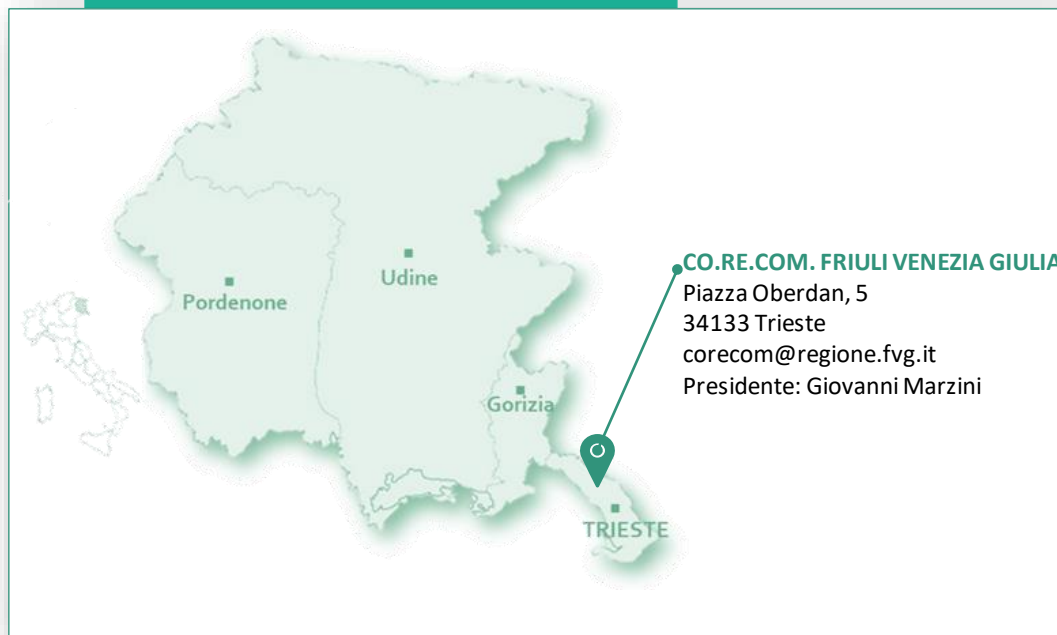 Udine
Pordenone
CO.RE.COM. FRIULI VENEZIA GIULIA
Piazza Oberdan, 5
34133 Trieste
corecom@regione.fvg.it
Presidente: Giovanni Marzini
Gorizia
TRIESTE